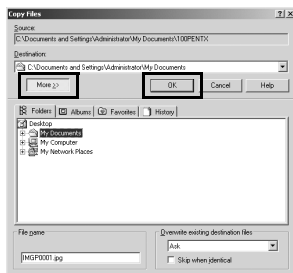 Copy Files
Source:
C:\Documents and Settings\Administrator\My Documents\100PENTX
Destination:
C:\Documents and Settings\Administrator\My Documents
More >>
OK
Cancel
Help
Folders
Albums
Favorites
History
Desktop
My Documents
My Computer
My Network Places
File name
IMGP0001.jpg
Overwrite existing destination files
Ask
Skip when identical